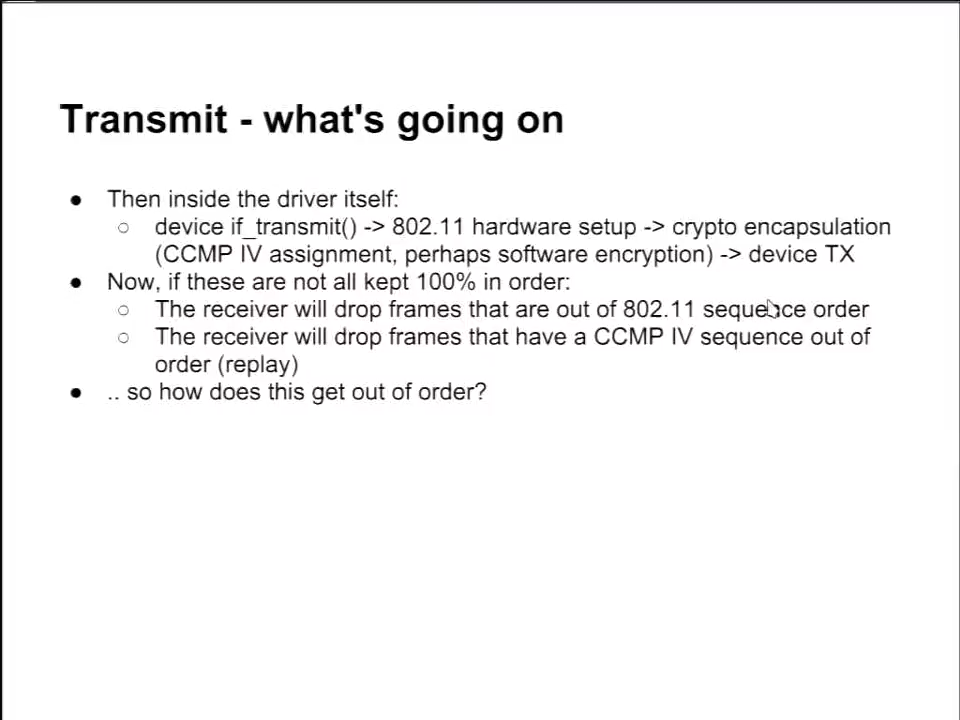 Transmit - what's going on
● Then inside the driver itself:
○ device if_transmit() -> 802.11 hardware setup -> crypto encapsulation
(CCMP IV assignment, perhaps software encryption) -> device TX
● Now, if these are not all kept 100% in order:
○ The receiver will drop frames that are out of 802.11 sequence order
○ The receiver will drop frames that have a CCMP IV sequence out of
order (replay)
● .. so how does this get out of order?